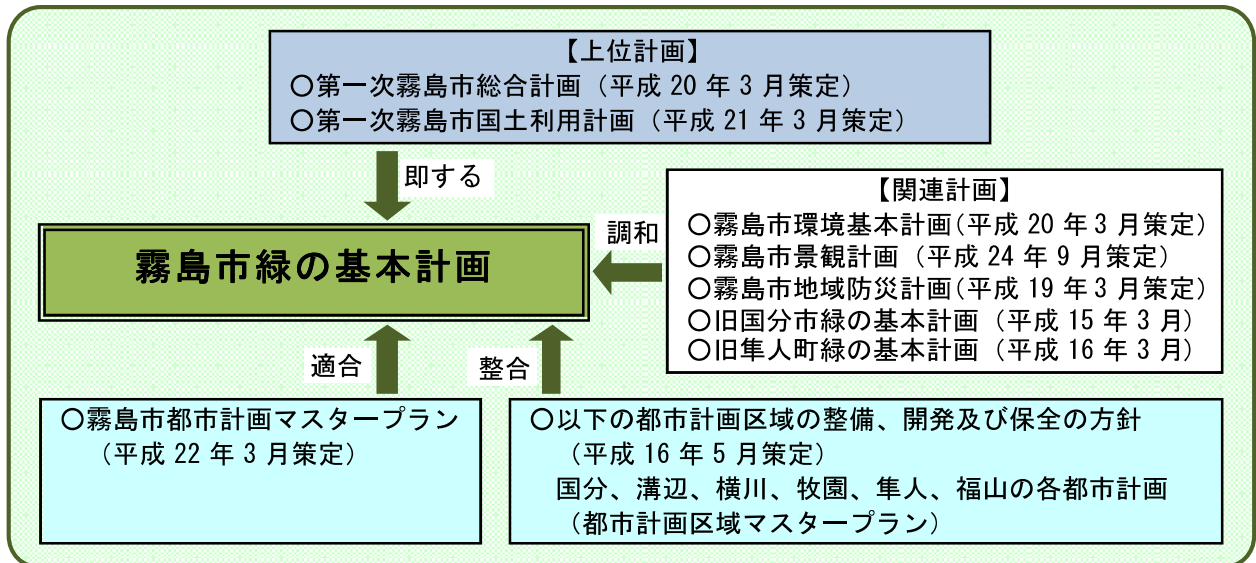 【上位計画】
〇第一次霧島市総合計画（平成 20 年 3 月策定）
〇第一次霧島市国土利用計画（平成 21 年 3 月策定）
即する
【関連計画】
〇霧島市環境基本計画（平成 20 年 3 月策定）
〇霧島市景観計画（平成 24 年 9 月策定）
〇霧島市地域防災計画（平成 19 年 3 月策定）
〇旧国分市緑の基本計画（平成 15 年 3 月）
〇旧隼人町緑の基本計画（平成 16 年 3 月）
調和
霧島市緑の基本計画
適合
整合
〇霧島市都市計画マスタープラン
（平成 22 年 3 月策定）
〇以下の都市計画区域の整備、開発及び保全の方針
（平成 16 年 5 月策定）
国分、溝辺、横川、牧園、隼人、福山の各都市計画
（都市計画区域マスタープラン）